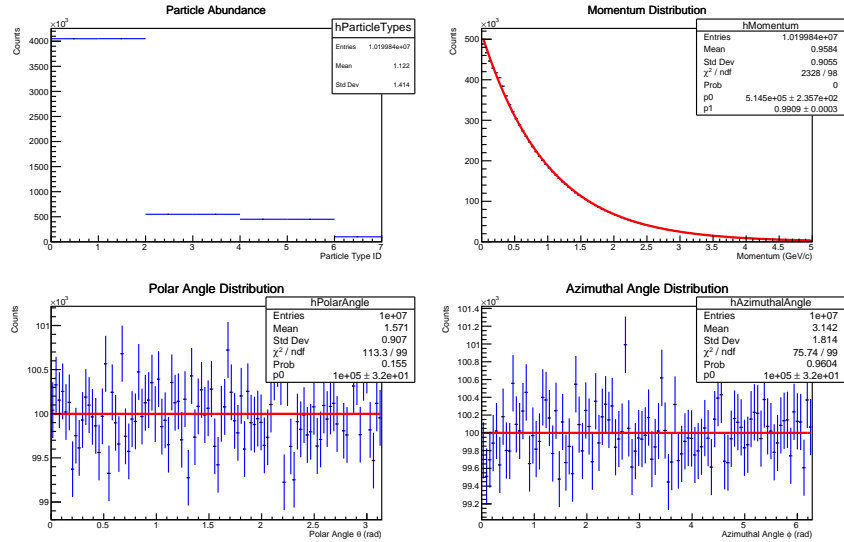 Particle Abundance
×10³
Counts
4000
3500
3000
2500
2000
1500
1000
500
0
0 1 2 3 4 5 6 7
Particle Type ID
hParticleTypes
Entries 1.019984e+07
Mean 1.122
Std Dev 1.414
Momentum Distribution
×10³
Counts
500
400
300
200
100
0
0 0.5 1 1.5 2 2.5 3 3.5 4 4.5 5
Momentum (GeV/c)
hMomentum
Entries 1.019984e+07
Mean 0.9584
Std Dev 0.9055
χ² / ndf 2328 / 98
Prob 0
p0 5.145e+05 ± 2.357e+02
p1 0.9909 ± 0.0003
Polar Angle Distribution
×10³
Counts
101
100.5
100
99.5
99
0 0.5 1 1.5 2 2.5 3
Polar Angle θ (rad)
hPolarAngle
Entries 1e+07
Mean 1.571
Std Dev 0.907
χ² / ndf 113.3 / 99
Prob 0.155
p0 1e+05 ± 3.2e+01
Azimuthal Angle Distribution
×10³
Counts
101.4
101.2
101
100.8
100.6
100.4
100.2
100
99.8
99.6
99.4
99.2
0 1 2 3 4 5 6
Azimuthal Angle ϕ (rad)
hAzimuthalAngle
Entries 1e+07
Mean 3.142
Std Dev 1.814
χ² / ndf 75.74 / 99
Prob 0.9604
p0 1e+05 ± 3.2e+01